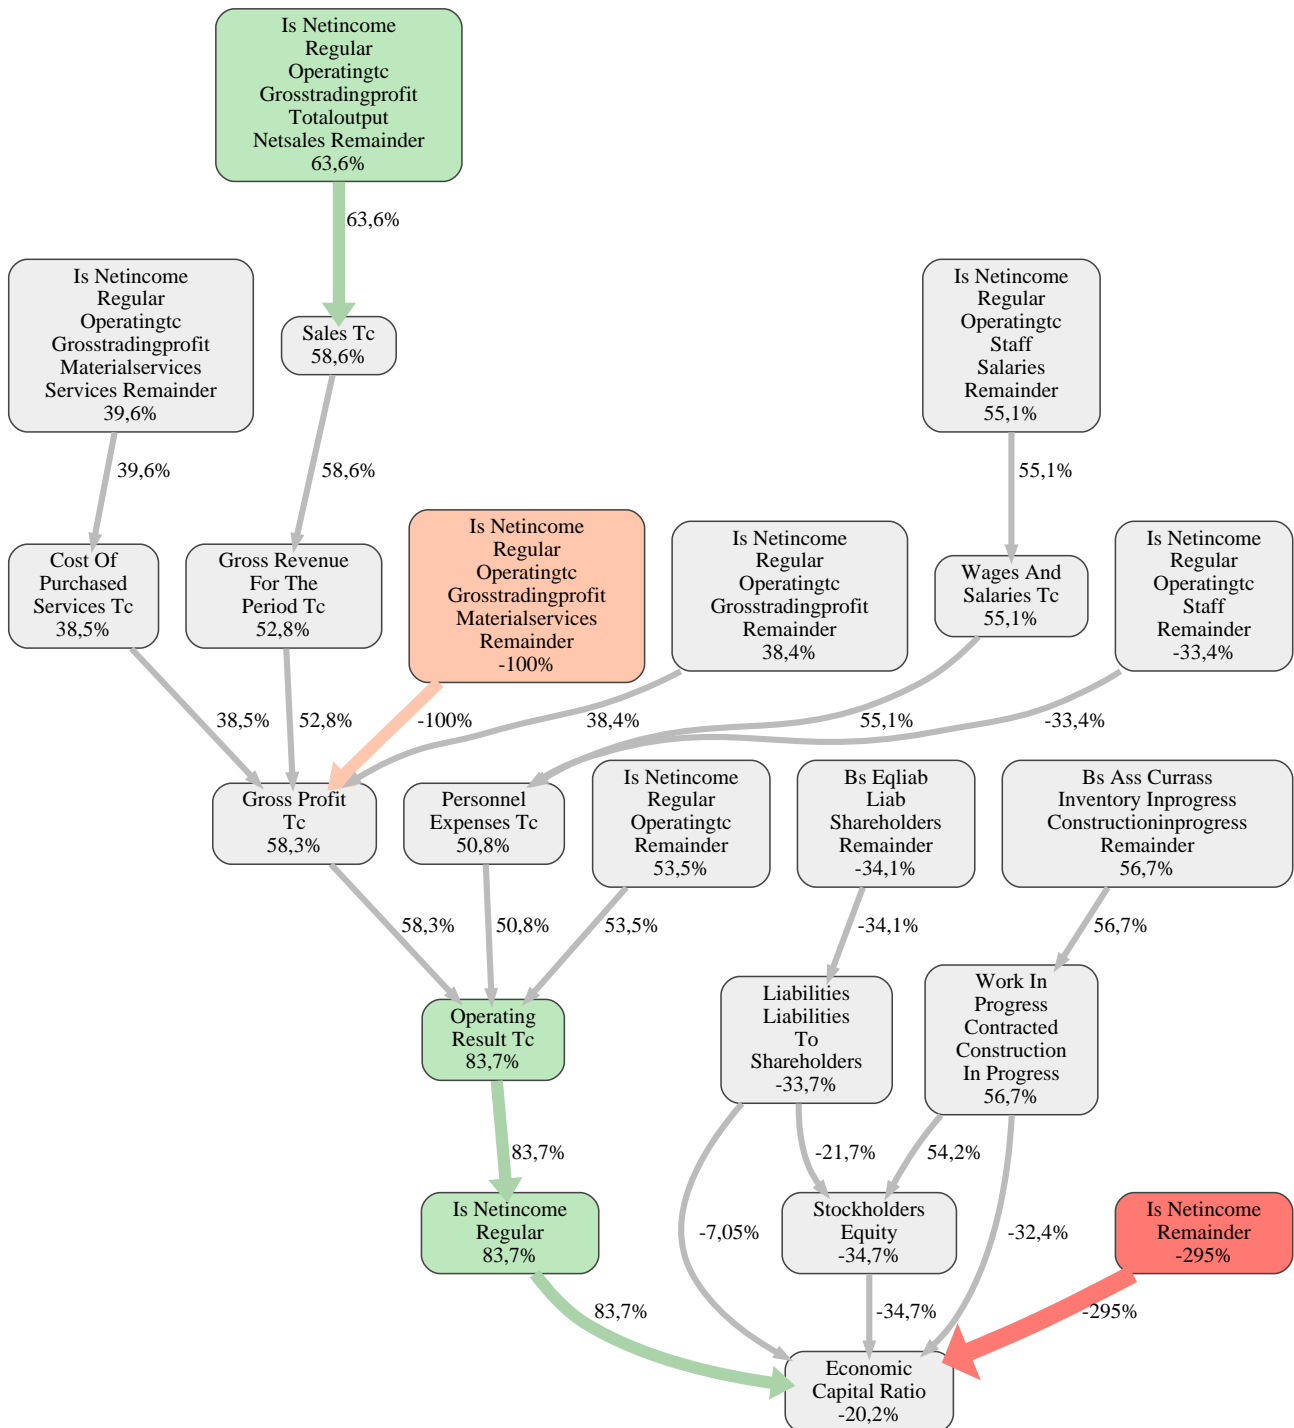 Is Netincome
Regular
Operatingtc
Grosstradingprofit
Totaloutput
Netsales Remainder
63,6%
63,6%
Is Netincome
Regular
Operatingtc
Grosstradingprofit
Materialservices
Services Remainder
39,6%
Sales Tc
58,6%
Is Netincome
Regular
Operatingtc
Staff
Salaries
Remainder
55,1%
39,6%
58,6%
55,1%
Cost Of
Purchased
Services Tc
38,5%
Gross Revenue
For The
Period Tc
52,8%
Is Netincome
Regular
Operatingtc
Grosstradingprofit
Materialservices
Remainder
-100%
Is Netincome
Regular
Operatingtc
Grosstradingprofit
Remainder
38,4%
Wages And
Salaries Tc
55,1%
Is Netincome
Regular
Operatingtc
Staff
Remainder
-33,4%
38,5%
52,8%
-100%
38,4%
55,1%
-33,4%
Gross Profit
Tc
58,3%
Personnel
Expenses Tc
50,8%
Is Netincome
Regular
Operatingtc
Remainder
53,5%
Bs Eqliab
Liab
Shareholders
Remainder
-34,1%
Bs Ass Currass
Inventory Inprogress
Constructioninprogress
Remainder
56,7%
58,3%
50,8%
53,5%
-34,1%
56,7%
Operating
Result Tc
83,7%
Liabilities
Liabilities
To
Shareholders
-33,7%
Work In
Progress
Contracted
Construction
In Progress
56,7%
83,7%
-21,7%
54,2%
Is Netincome
Regular
83,7%
-7,05%
Stockholders
Equity
-34,7%
-32,4%
Is Netincome
Remainder
-295%
83,7%
-34,7%
-295%
Economic
Capital Ratio
-20,2%